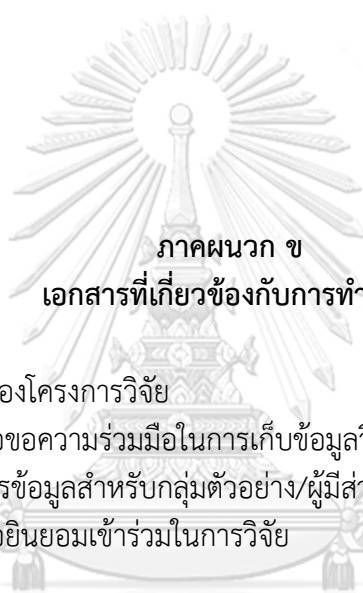 ภาคผนวก ข
เอกสารที่เกี่ยวข้องกับการทำ
องโครงการวิจัย
อขอความร่วมมือในการเก็บข้อมูลวิ
รข้อมูลสำหรับกลุ่มตัวอย่าง/ผู้มีส่ว
อยินยอมเข้าร่วมในการวิจัย